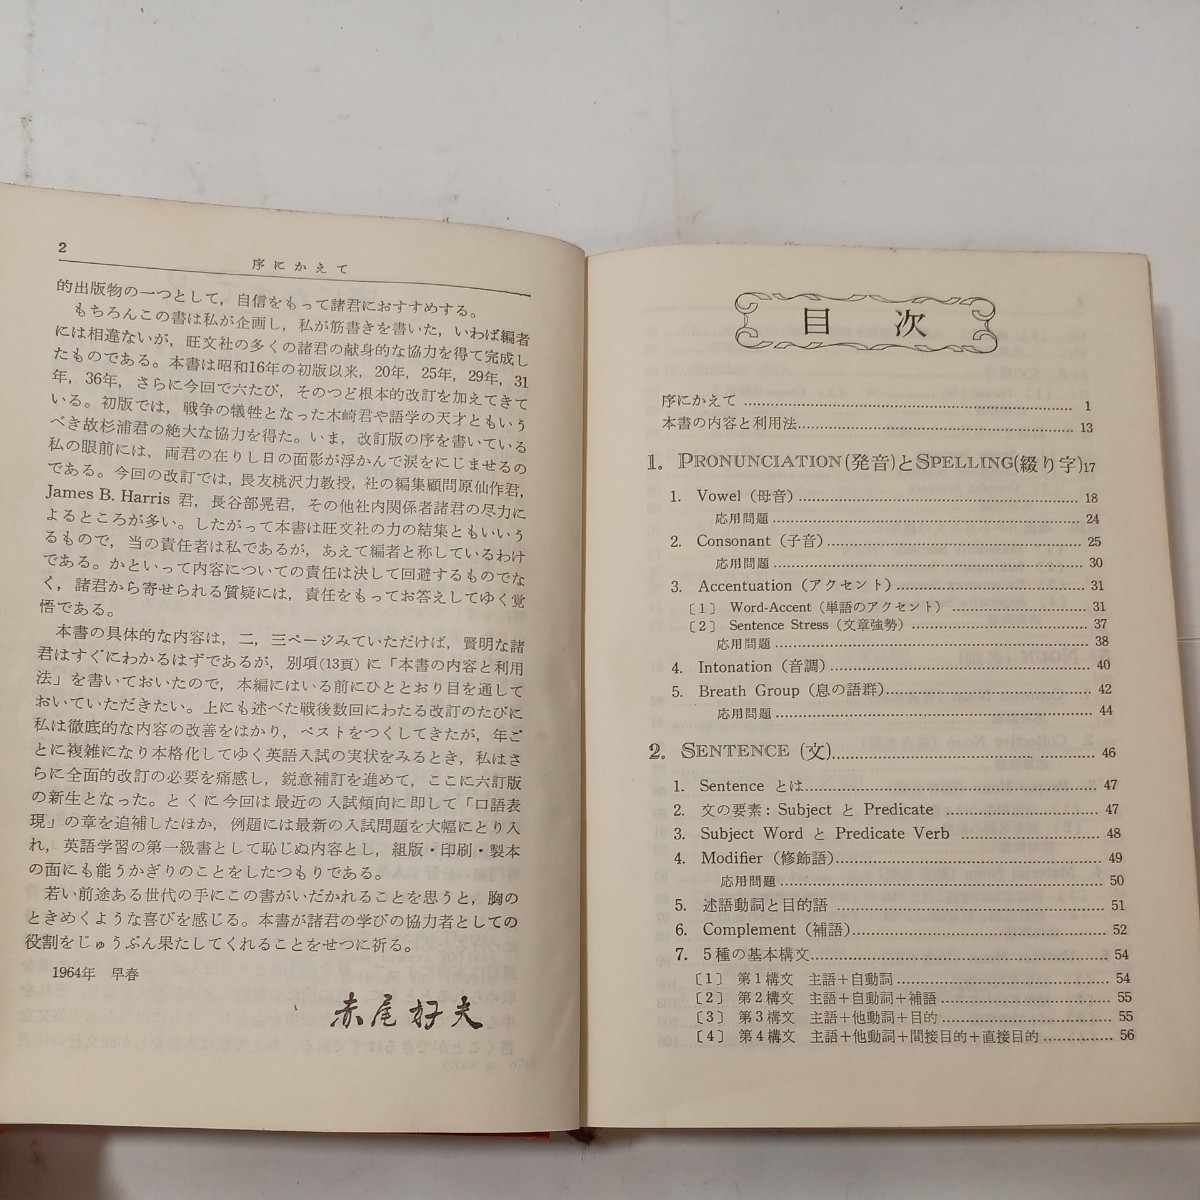 2
序にかえて
的出版物の一つとして，自信をもって諸君におすすめする。
もちろんこの書は私が企画し，私が筋書きを書いた，いわば編者
には相違ないが，旺文社の多くの諸君の献身的な協力を得て完成し
たものである。本書は昭和16年の初版以来，20年，25年，29年，31
年，36年，さらに今回で六たび，そのつど根本的改訂を加えてきて
いる。初版では，戦争の犠牲となった木崎君や語学の天才ともいう
べき故杉浦君の絶大な協力を得た。いま，改訂版の序を書いている
私の眼前には，両君の在りし日の面影が浮かんで涙をにじませるの
である。今回の改訂では，畏友桃沢力教授，社の編集顧問原仙作君，
James B. Harris 君，長谷部晃君，その他社内関係者諸君の尽力に
よるところが多い。したがって本書は旺文社の力の結集ともいいう
るもので，当の責任者は私であるが，あえて編者と称しているわけ
である。かといって内容についての責任は決して回避するものでな
く，諸君から寄せられる質疑には，責任をもってお答えしてゆく覚
悟である。
本書の具体的な内容は，二，三ページみていただけば，賢明な諸
君はすぐにわかるはずであるが，別項(13頁)に「本書の内容と利用
法」を書いておいたので，本編にはいる前にひととおり目を通して
おいていただきたい。上にも述べた戦後数回にわたる改訂のたびに
私は徹底的な内容の改善をはかり，ベストをつくしてきたが，年ご
とに複雑になり本格化してゆく英語入試の実状をみるとき，私はさ
らに全面的改訂の必要を痛感し，鋭意補訂を進めて，ここに六訂版
の新生となった。とくに今回は最近の入試傾向に即して「口語表
現」の章を追補したほか，例題には最新の入試問題を大幅にとり入
れ，英語学習の第一級書として恥じぬ内容とし，組版・印刷・製本
の面にも能うかぎりのことをしたつもりである。
若い前途ある世代の手にこの書がいだかれることを思うと，胸の
ときめくような喜びを感じる。本書が諸君の学びの協力者としての
役割をじゅうぶん果たしてくれることをせつに祈る。
1964年 早春
赤尾好夫
目 次
序にかえて 1
本書の内容と利用法 13
1. PRONUNCIATION(発音)とSPELLING(綴り字) 17
1. Vowel（母音） 18
応用問題 24
2. Consonant（子音） 25
応用問題 30
3. Accentuation（アクセント） 31
〔1〕 Word-Accent（単語のアクセント） 31
〔2〕 Sentence Stress（文章強勢） 37
応用問題 38
4. Intonation（音調） 40
5. Breath Group（息の語群） 42
応用問題 44
2. SENTENCE（文） 46
1. Sentence とは 47
2. 文の要素：Subject と Predicate 47
3. Subject Word と Predicate Verb 48
4. Modifier（修飾語） 49
応用問題 50
5. 述語動詞と目的語 51
6. Complement（補語） 52
7. 5種の基本構文 54
〔1〕 第1構文 主語＋自動詞 54
〔2〕 第2構文 主語＋自動詞＋補語 55
〔3〕 第3構文 主語＋他動詞＋目的 55
〔4〕 第4構文 主語＋他動詞＋間接目的＋直接目的 56